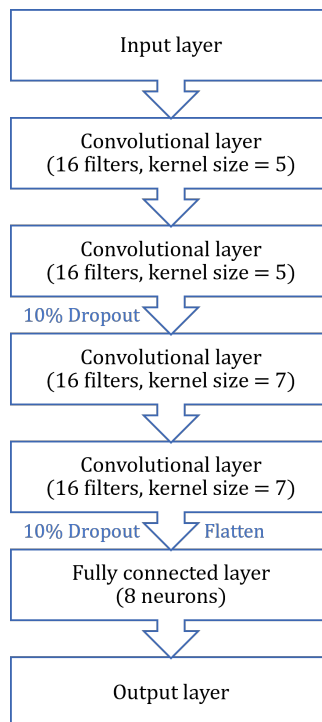 Input layer
Convolutional layer
(16 filters, kernel size = 5)
Convolutional layer
(16 filters, kernel size = 5)
10% Dropout
Convolutional layer
(16 filters, kernel size = 7)
Convolutional layer
(16 filters, kernel size = 7)
10% Dropout Flatten
Fully connected layer
(8 neurons)
Output layer